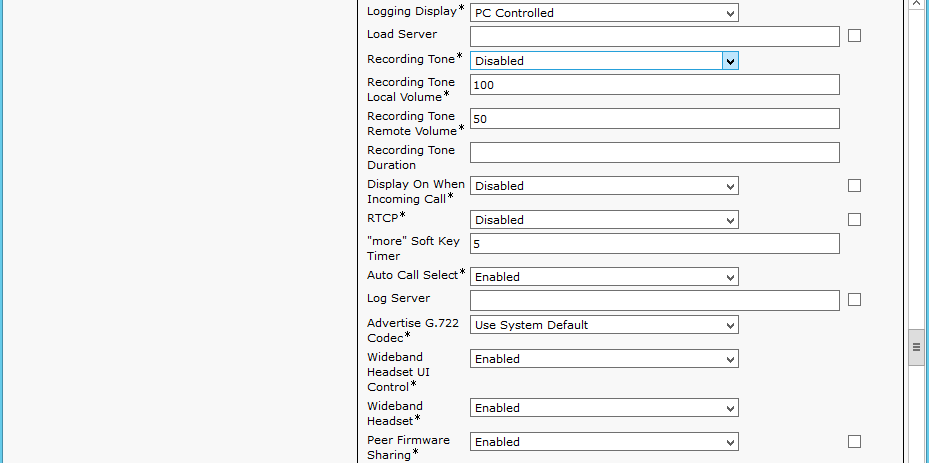 Logging Display* PC Controlled
Load Server
Recording Tone* Disabled
Recording Tone
Local Volume* 100
Recording Tone
Remote Volume* 50
Recording Tone
Duration
Display On When
Incoming Call* Disabled
RTCP* Disabled
"more" Soft Key
Timer 5
Auto Call Select* Enabled
Log Server
Advertise G.722
Codec* Use System Default
Wideband
Headset UI
Control* Enabled
Wideband
Headset* Enabled
Peer Firmware
Sharing* Enabled